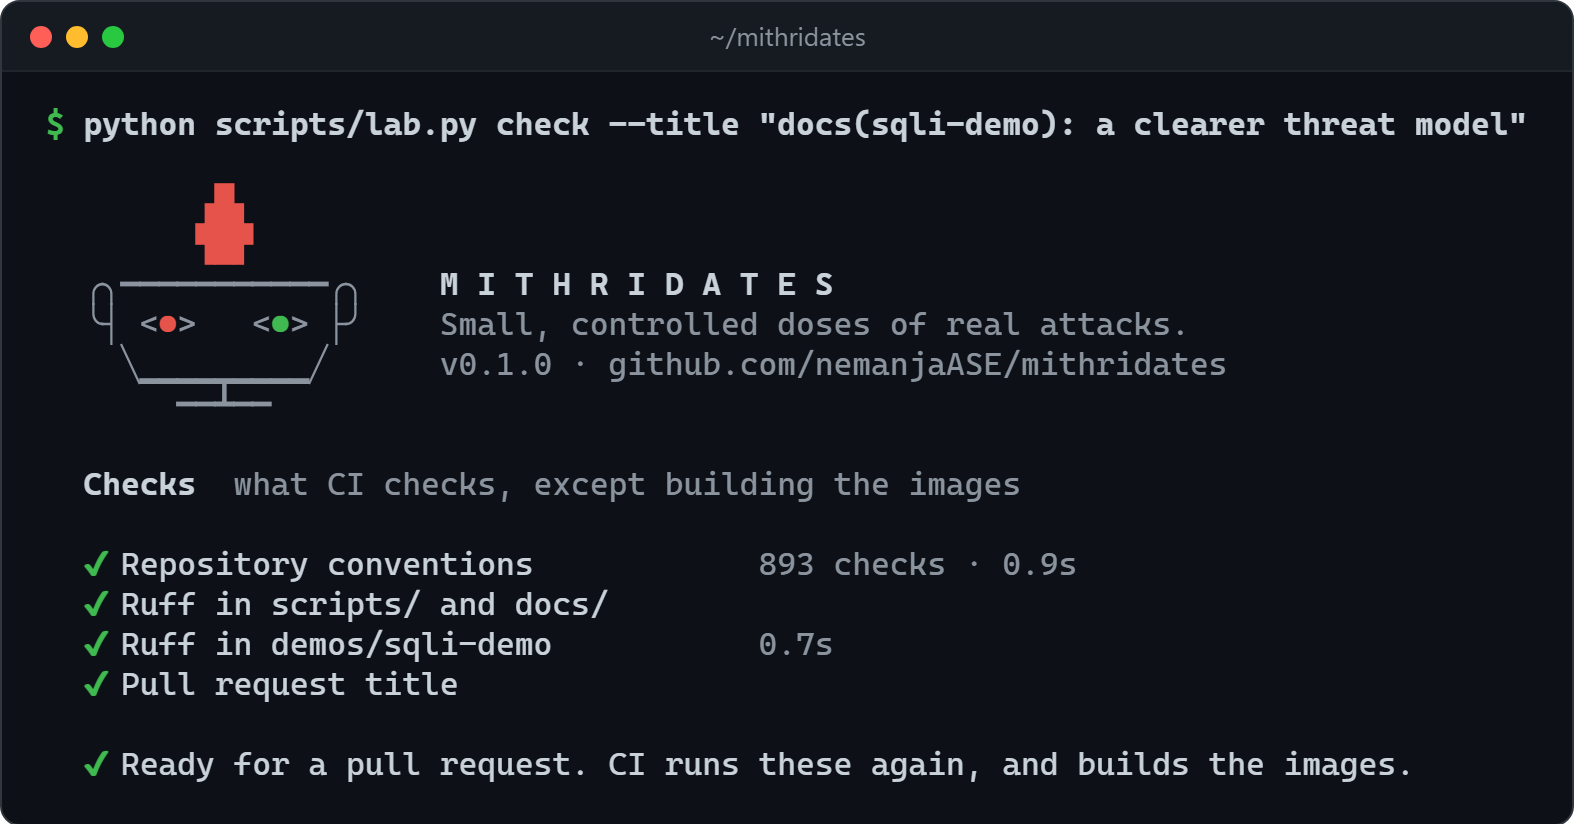 ~/mithridates
$ python scripts/lab.py check --title "docs(sqli-demo): a clearer threat model"
M I T H R I D A T E S
Small, controlled doses of real attacks.
v0.1.0 · github.com/nemanjaASE/mithridates
Checks  what CI checks, except building the images
✔ Repository conventions  893 checks · 0.9s
✔ Ruff in scripts/ and docs/
✔ Ruff in demos/sqli-demo  0.7s
✔ Pull request title
✔ Ready for a pull request. CI runs these again, and builds the images.